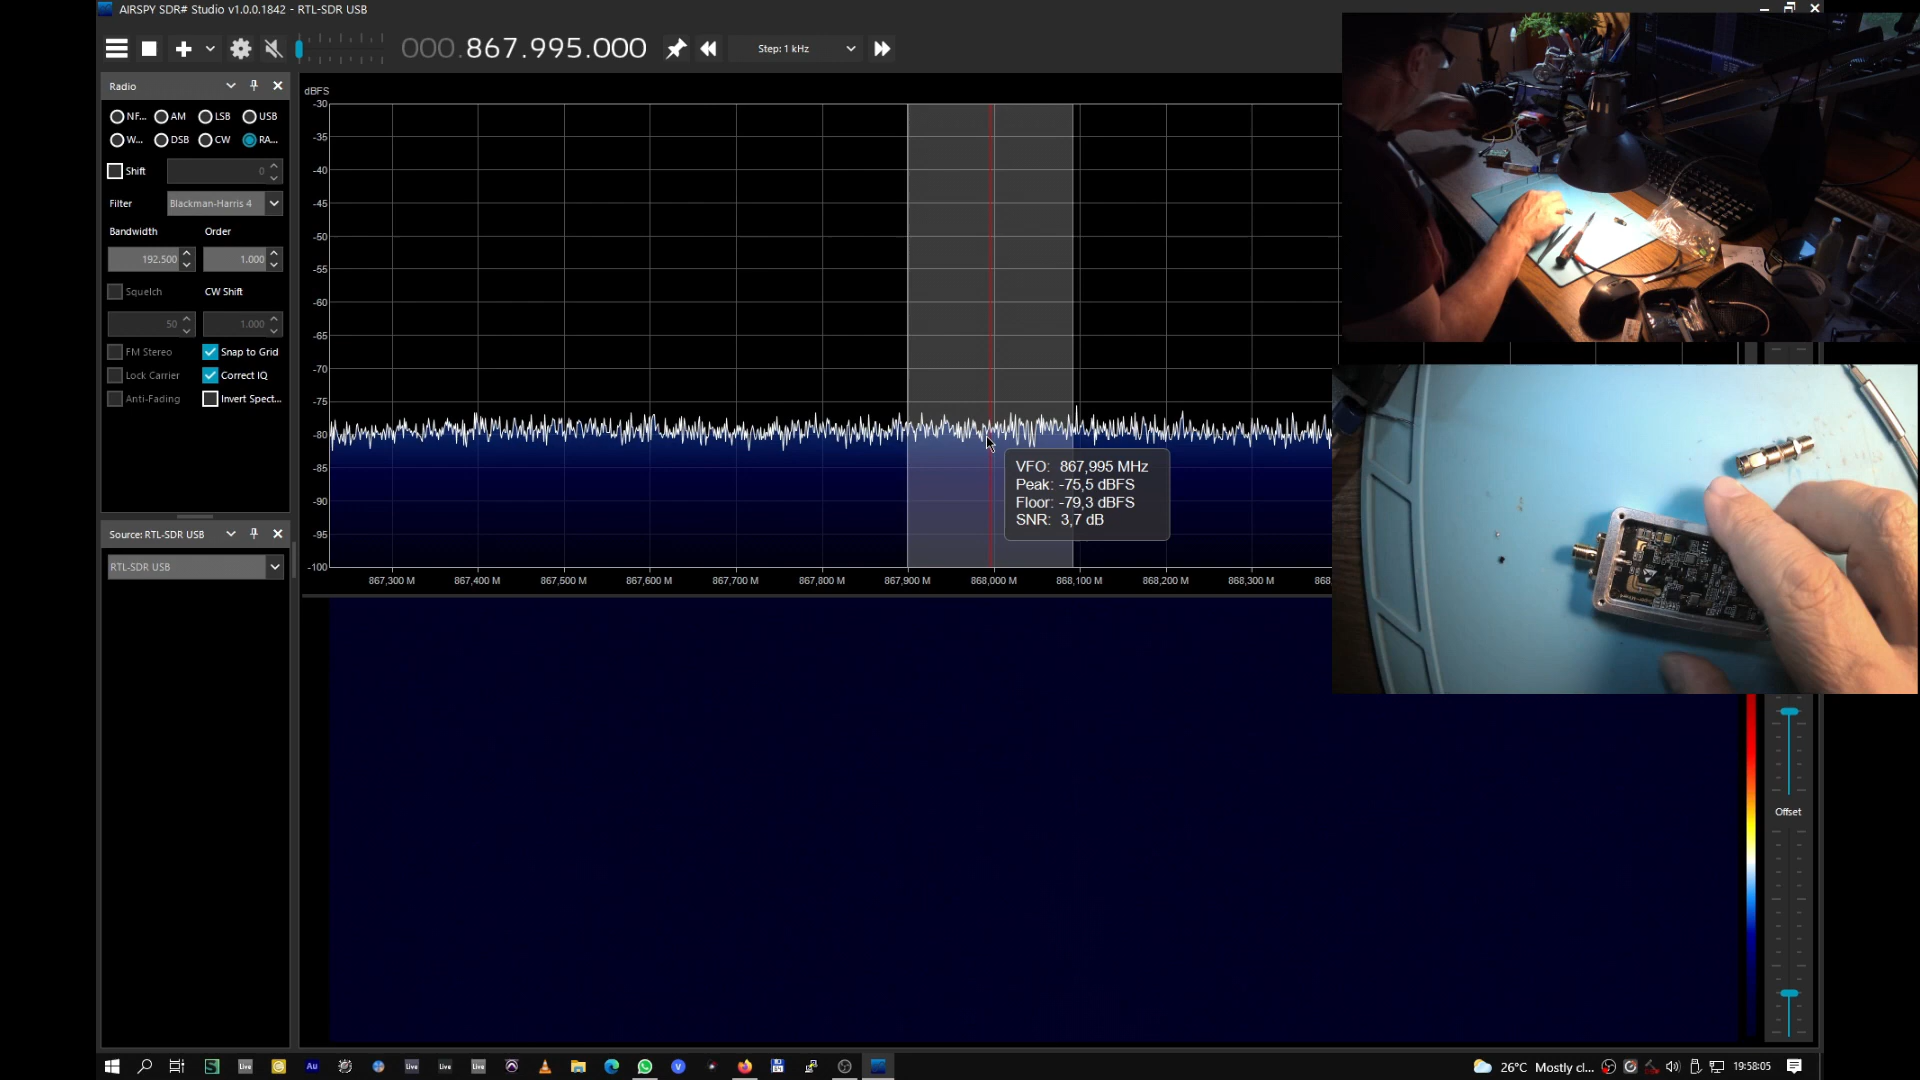 AIRSPY SDR# Studio v1.0.0.1842 - RTL-SDR USB
000.867.995.000
Step: 1 kHz
Radio
NF... AM LSB USB
W... DSB CW RA...
Shift 0
Filter Blackman-Harris 4
Bandwidth Order
192.500 1.000
Squelch CW Shift
50 1.000
FM Stereo Snap to Grid
Lock Carrier Correct IQ
Anti-Fading Invert Spect...
Source: RTL-SDR USB
RTL-SDR USB
dBFS
-30
-35
-40
-45
-50
-55
-60
-65
-70
-75
-80
-85
-90
-95
-100
VFO: 867,995 MHz
Peak: -75,5 dBFS
Floor: -79,3 dBFS
SNR: 3,7 dB
867,300 M 867,400 M 867,500 M 867,600 M 867,700 M 867,800 M 867,900 M 868,000 M 868,100 M 868,200 M 868,300 M 868,
Offset
Live Au Live Live Live
26°C Mostly cl... 19:58:05